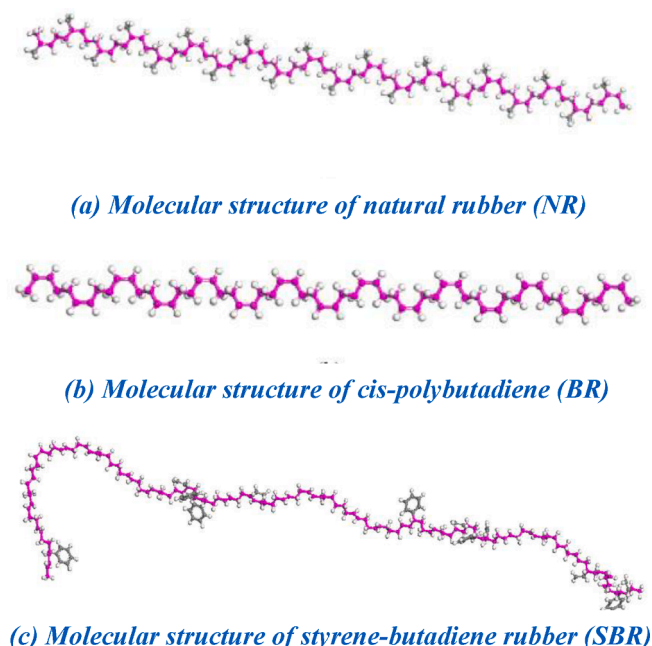 (a) Molecular structure of natural rubber (NR)
(b) Molecular structure of cis-polybutadiene (BR)
(c) Molecular structure of styrene-butadiene rubber (SBR)